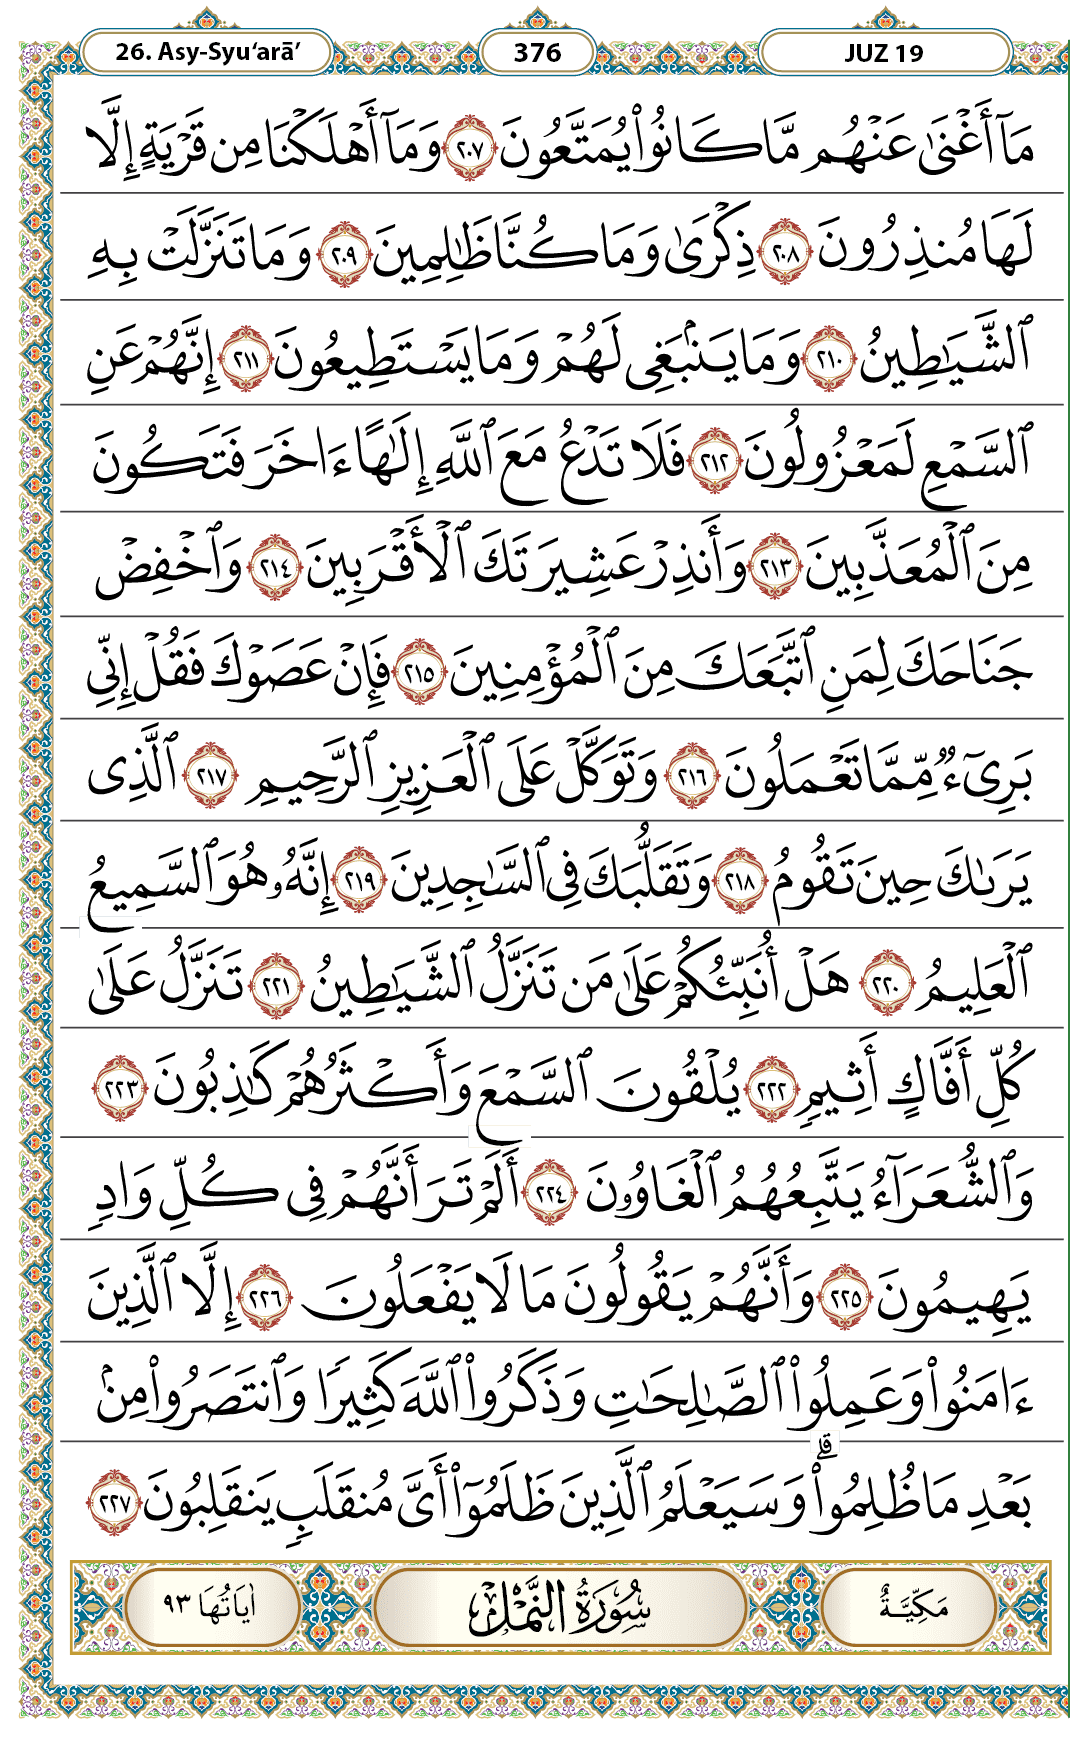 26. Asy-Syu‘arā’ 376 JUZ 19
مَآ أَغْنَىٰ عَنْهُم مَّا كَانُوا۟ يُمَتَّعُونَ ٢٠٧ وَمَآ أَهْلَكْنَا مِن قَرْيَةٍ إِلَّا
لَهَا مُنذِرُونَ ٢٠٨ ذِكْرَىٰ وَمَا كُنَّا ظَٰلِمِينَ ٢٠٩ وَمَا تَنَزَّلَتْ بِهِ
ٱلشَّيَٰطِينُ ٢١٠ وَمَا يَنۢبَغِى لَهُمْ وَمَا يَسْتَطِيعُونَ ٢١١ إِنَّهُمْ عَنِ
ٱلسَّمْعِ لَمَعْزُولُونَ ٢١٢ فَلَا تَدْعُ مَعَ ٱللَّهِ إِلَٰهًا ءَاخَرَ فَتَكُونَ
مِنَ ٱلْمُعَذَّبِينَ ٢١٣ وَأَنذِرْ عَشِيرَتَكَ ٱلْأَقْرَبِينَ ٢١٤ وَٱخْفِضْ
جَنَاحَكَ لِمَنِ ٱتَّبَعَكَ مِنَ ٱلْمُؤْمِنِينَ ٢١٥ فَإِنْ عَصَوْكَ فَقُلْ إِنِّى
بَرِىٓءٌ مِّمَّا تَعْمَلُونَ ٢١٦ وَتَوَكَّلْ عَلَى ٱلْعَزِيزِ ٱلرَّحِيمِ ٢١٧ ٱلَّذِى
يَرَىٰكَ حِينَ تَقُومُ ٢١٨ وَتَقَلُّبَكَ فِى ٱلسَّٰجِدِينَ ٢١٩ إِنَّهُۥ هُوَ ٱلسَّمِيعُ
ٱلْعَلِيمُ ٢٢٠ هَلْ أُنَبِّئُكُمْ عَلَىٰ مَن تَنَزَّلُ ٱلشَّيَٰطِينُ ٢٢١ تَنَزَّلُ عَلَىٰ
كُلِّ أَفَّاكٍ أَثِيمٍ ٢٢٢ يُلْقُونَ ٱلسَّمْعَ وَأَكْثَرُهُمْ كَٰذِبُونَ ٢٢٣
وَٱلشُّعَرَآءُ يَتَّبِعُهُمُ ٱلْغَاوُۥنَ ٢٢٤ أَلَمْ تَرَ أَنَّهُمْ فِى كُلِّ وَادٍ
يَهِيمُونَ ٢٢٥ وَأَنَّهُمْ يَقُولُونَ مَا لَا يَفْعَلُونَ ٢٢٦ إِلَّا ٱلَّذِينَ
ءَامَنُوا۟ وَعَمِلُوا۟ ٱلصَّٰلِحَٰتِ وَذَكَرُوا۟ ٱللَّهَ كَثِيرًا وَٱنتَصَرُوا۟ مِنۢ
بَعْدِ مَا ظُلِمُوا۟ ۗ وَسَيَعْلَمُ ٱلَّذِينَ ظَلَمُوٓا۟ أَىَّ مُنقَلَبٍ يَنقَلِبُونَ ٢٢٧
مَكِّيَّةٌ سُورَةُ النَّمْلِ اٰيَاتُهَا ٩٣